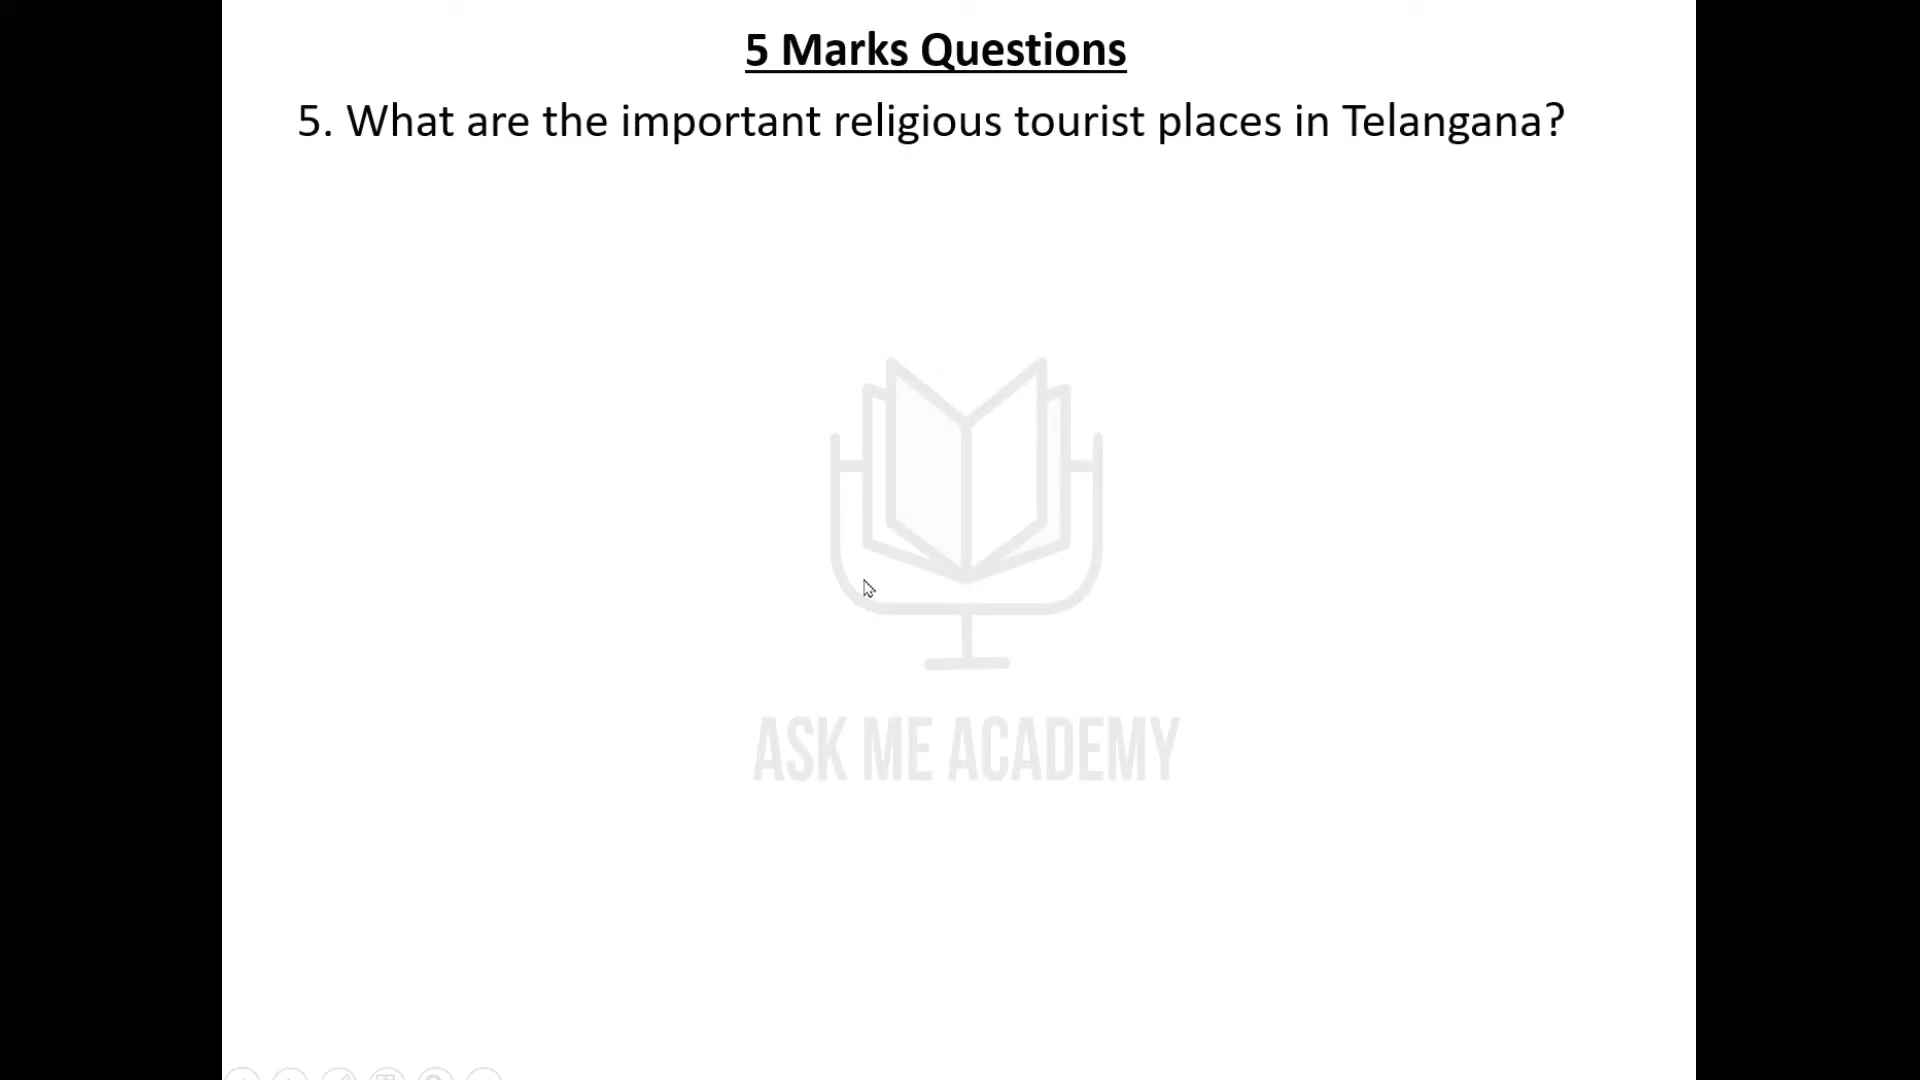 5 Marks Questions
5. What are the important religious tourist places in Telangana?
ASK ME ACADEMY